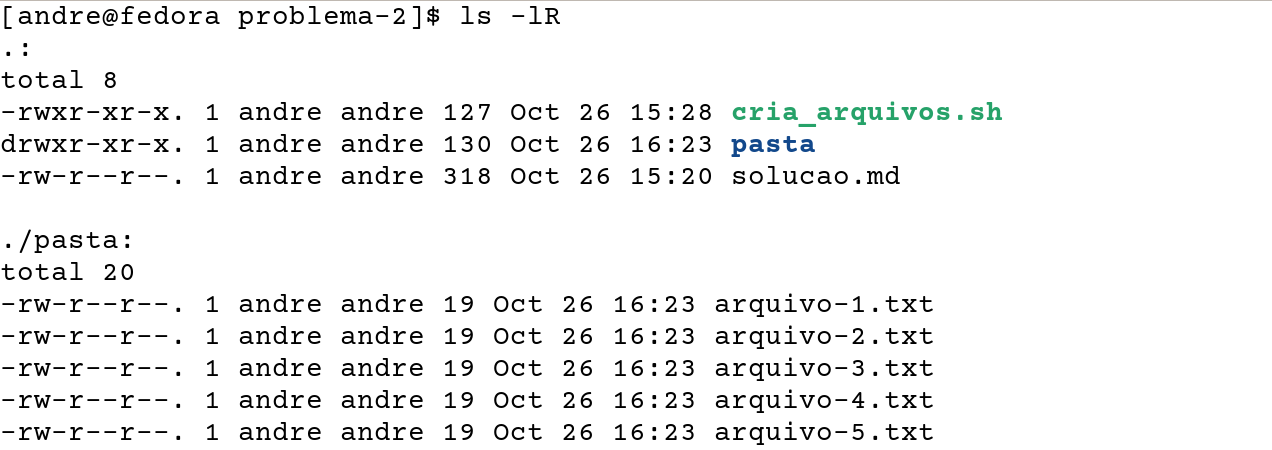 [andre@fedora problema-2]$ ls -lR
.:
total 8
-rwxr-xr-x. 1 andre andre 127 Oct 26 15:28 cria_arquivos.sh
drwxr-xr-x. 1 andre andre 130 Oct 26 16:23 pasta
-rw-r--r--. 1 andre andre 318 Oct 26 15:20 solucao.md

./pasta:
total 20
-rw-r--r--. 1 andre andre 19 Oct 26 16:23 arquivo-1.txt
-rw-r--r--. 1 andre andre 19 Oct 26 16:23 arquivo-2.txt
-rw-r--r--. 1 andre andre 19 Oct 26 16:23 arquivo-3.txt
-rw-r--r--. 1 andre andre 19 Oct 26 16:23 arquivo-4.txt
-rw-r--r--. 1 andre andre 19 Oct 26 16:23 arquivo-5.txt